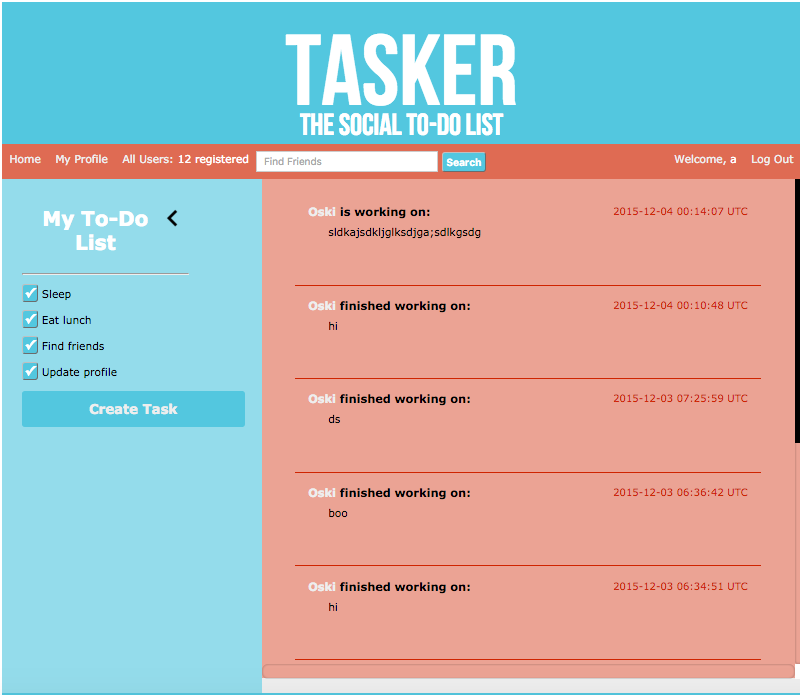 TASKER
THE SOCIAL TO-DO LIST
Home My Profile All Users: 12 registered Find Friends Search Welcome, a Log Out
My To-Do
List
Sleep
Eat lunch
Find friends
Update profile
Create Task
Oski is working on: 2015-12-04 00:14:07 UTC
sldkajsdkljglksdjga;sdlkgsdg
Oski finished working on: 2015-12-04 00:10:48 UTC
hi
Oski finished working on: 2015-12-03 07:25:59 UTC
ds
Oski finished working on: 2015-12-03 06:36:42 UTC
boo
Oski finished working on: 2015-12-03 06:34:51 UTC
hi